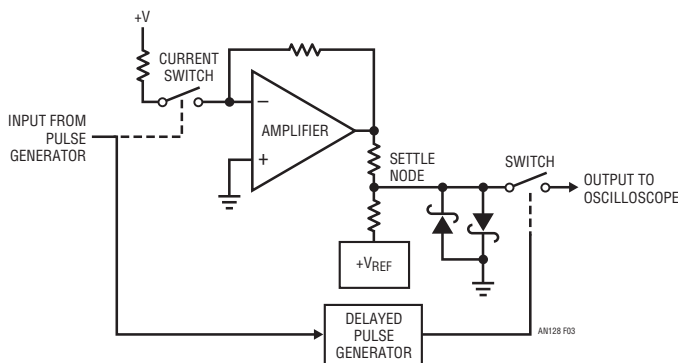 +V
CURRENT
SWITCH
INPUT FROM
PULSE
GENERATOR
–
AMPLIFIER
+
SETTLE
NODE
SWITCH
OUTPUT TO
OSCILLOSCOPE
+VREF
DELAYED
PULSE
GENERATOR
AN128 F03